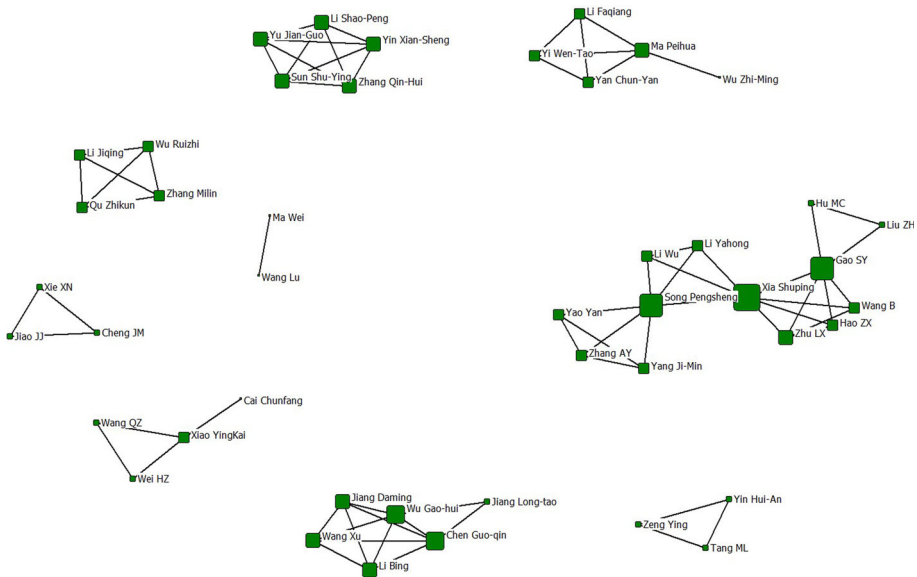 Li Shao-Peng
Yu Jian-Guo
Yin Xian-Sheng
Sun Shu-Ying
Zhang Qin-Hui
Li Faqiang
Yi Wen-Tao
Ma Peihua
Yan Chun-Yan
Wu Zhi-Ming
Li Jiqing
Wu Ruizhi
Qu Zhikun
Zhang Milin
Ma Wei
Wang Lu
Hu MC
Liu ZH
Gao SY
Li Yahong
Li Wu
Xia Shuping
Song Pengsheng
Wang B
Hao ZX
Zhu LX
Yao Yan
Zhang AY
Yang Ji-Min
Xie XN
Jiao JJ
Cheng JM
Cai Chunfang
Wang QZ
Xiao YingKai
Wei HZ
Jiang Daming
Wu Gao-hui
Jiang Long-tao
Wang Xu
Chen Guo-qin
Li Bing
Yin Hui-An
Zeng Ying
Tang ML